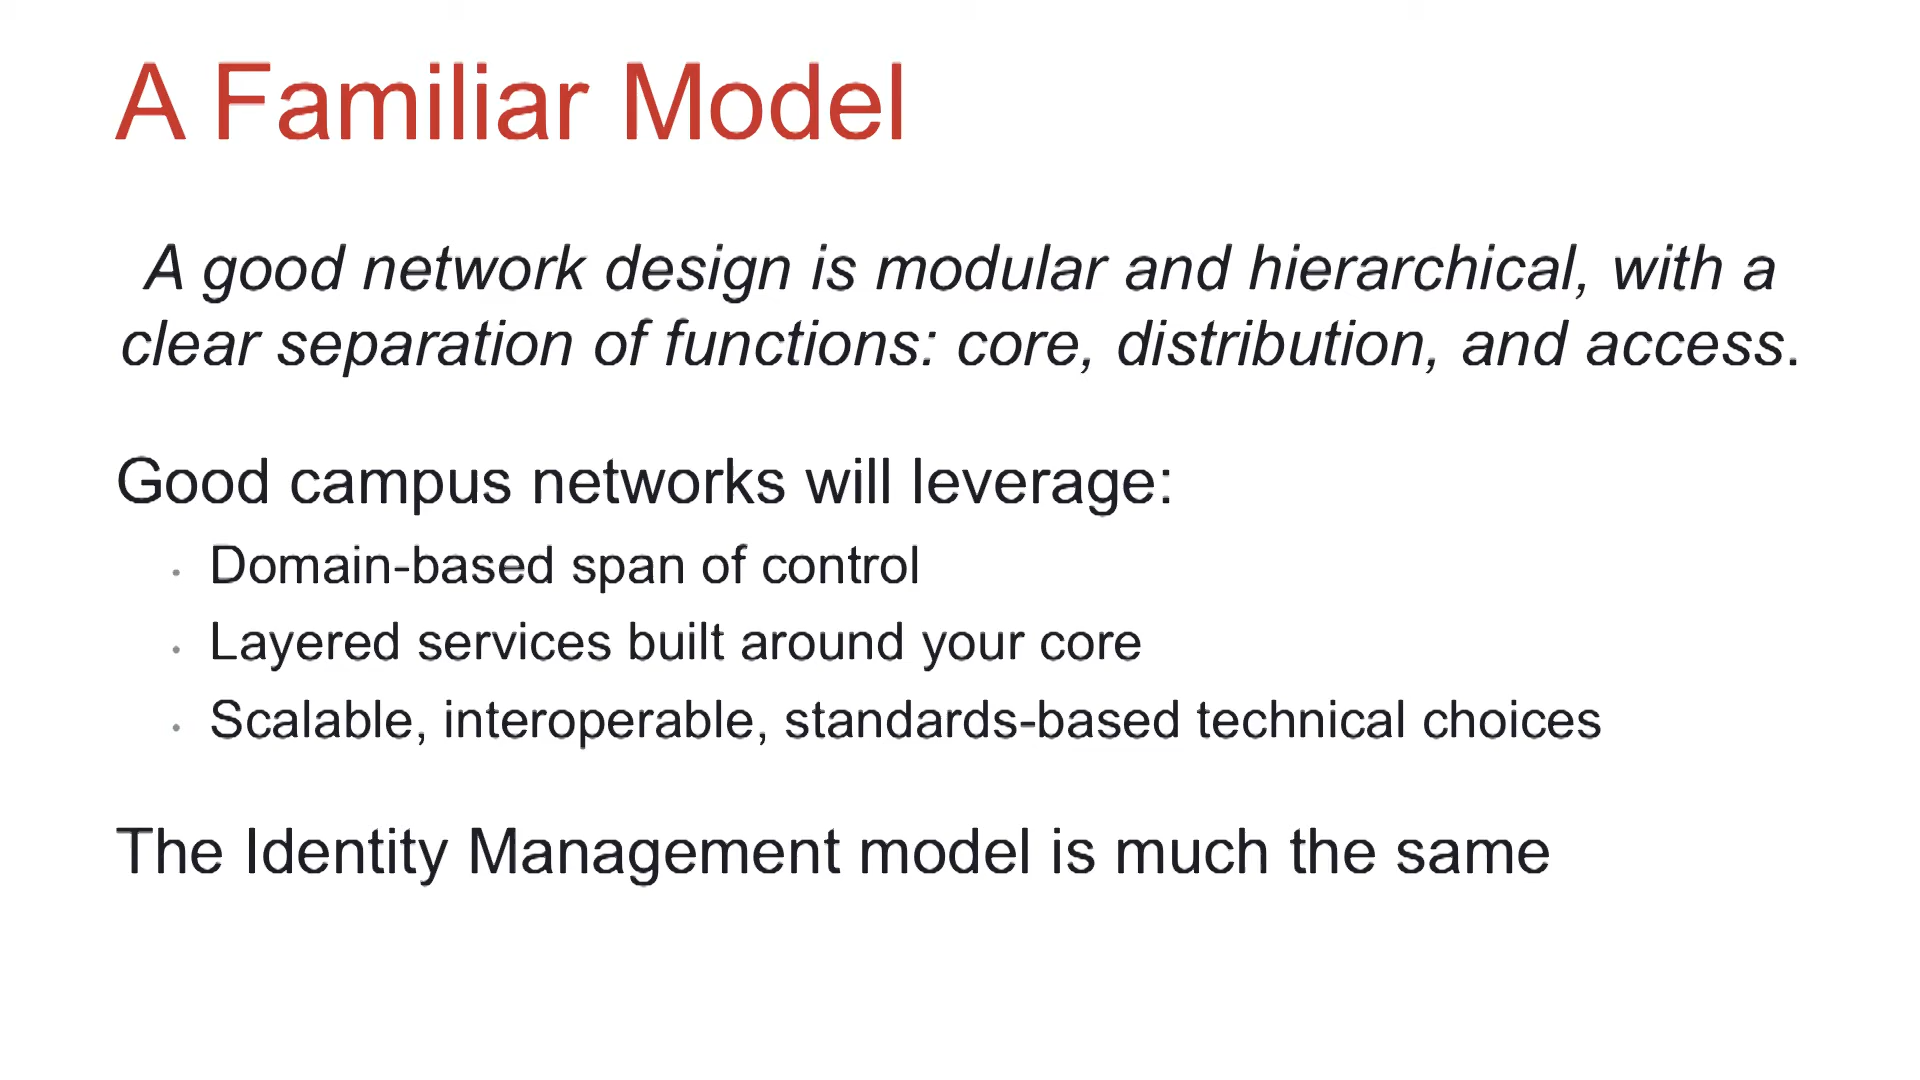 A Familiar Model
A good network design is modular and hierarchical, with a
clear separation of functions: core, distribution, and access.
Good campus networks will leverage:
• Domain-based span of control
• Layered services built around your core
• Scalable, interoperable, standards-based technical choices
The Identity Management model is much the same